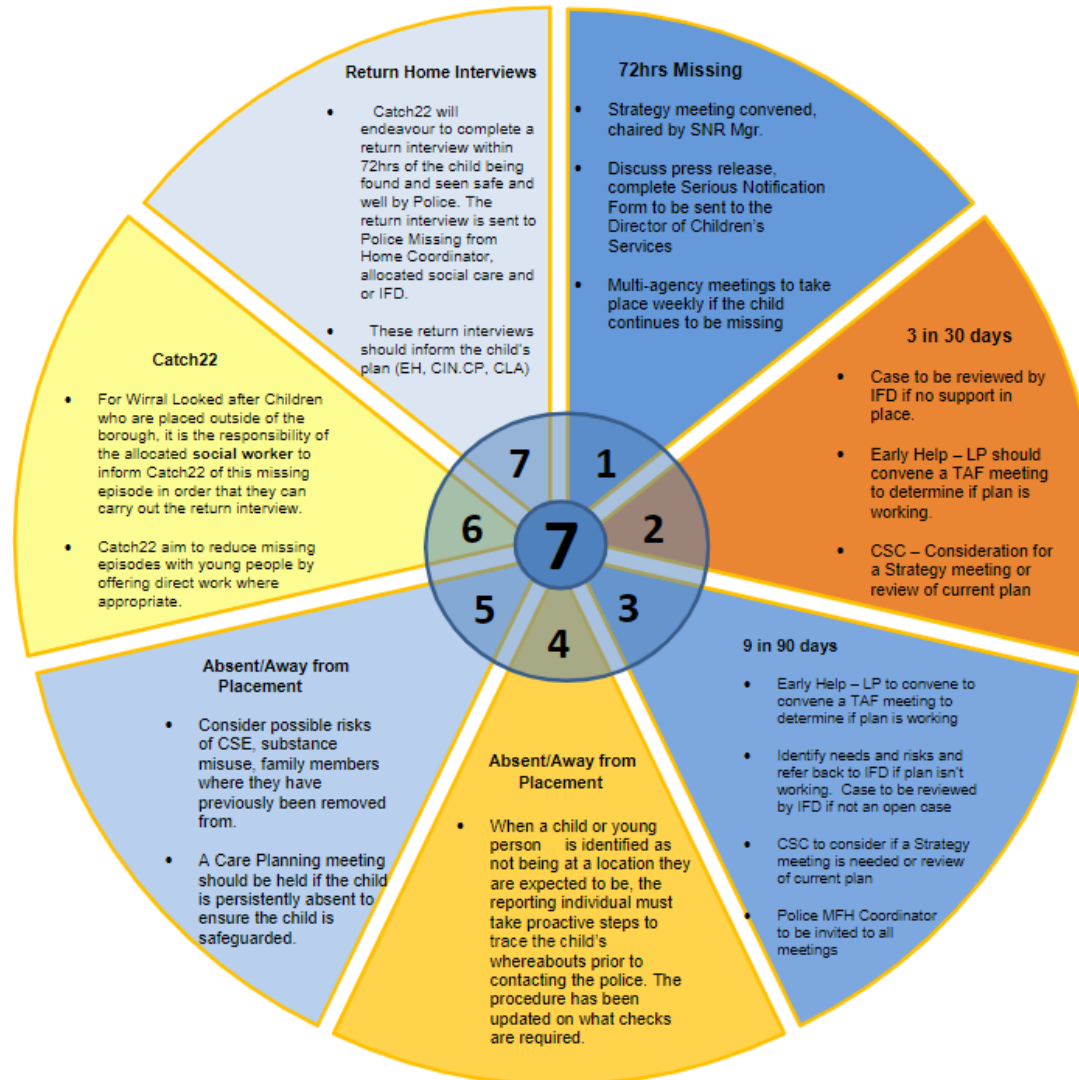 72hrs Missing
• Strategy meeting convened,
chaired by SNR Mgr.
• Discuss press release,
complete Serious Notification
Form to be sent to the
Director of Children's
Services
• Multi-agency meetings to take
place weekly if the child
continues to be missing
3 in 30 days
• Case to be reviewed by
IFD if no support in
place.
• Early Help – LP should
convene a TAF meeting
to determine if plan is
working.
• CSC – Consideration for
a Strategy meeting or
review of current plan
9 in 90 days
• Early Help – LP to convene to
convene a TAF meeting to
determine if plan is working
• Identify needs and risks and
refer back to IFD if plan isn't
working. Case to be reviewed
by IFD if not an open case
• CSC to consider if a Strategy
meeting is needed or review
of current plan
• Police MFH Coordinator
to be invited to all
meetings
Absent/Away from
Placement
• When a child or young
person is identified as
not being at a location they
are expected to be, the
reporting individual must
take proactive steps to
trace the child's
whereabouts prior to
contacting the police. The
procedure has been
updated on what checks
are required.
Absent/Away from
Placement
• Consider possible risks
of CSE, substance
misuse, family members
where they have
previously been removed
from.
• A Care Planning meeting
should be held if the child
is persistently absent to
ensure the child is
safeguarded.
Catch22
• For Wirral Looked after Children
who are placed outside of the
borough, it is the responsibility of
the allocated social worker to
inform Catch22 of this missing
episode in order that they can
carry out the return interview.
• Catch22 aim to reduce missing
episodes with young people by
offering direct work where
appropriate.
Return Home Interviews
• Catch22 will
endeavour to complete a
return interview within
72hrs of the child being
found and seen safe and
well by Police. The
return interview is sent to
Police Missing from
Home Coordinator,
allocated social care and
or IFD.
• These return interviews
should inform the child's
plan (EH, CIN.CP, CLA)
1
2
3
4
5
6
7
7